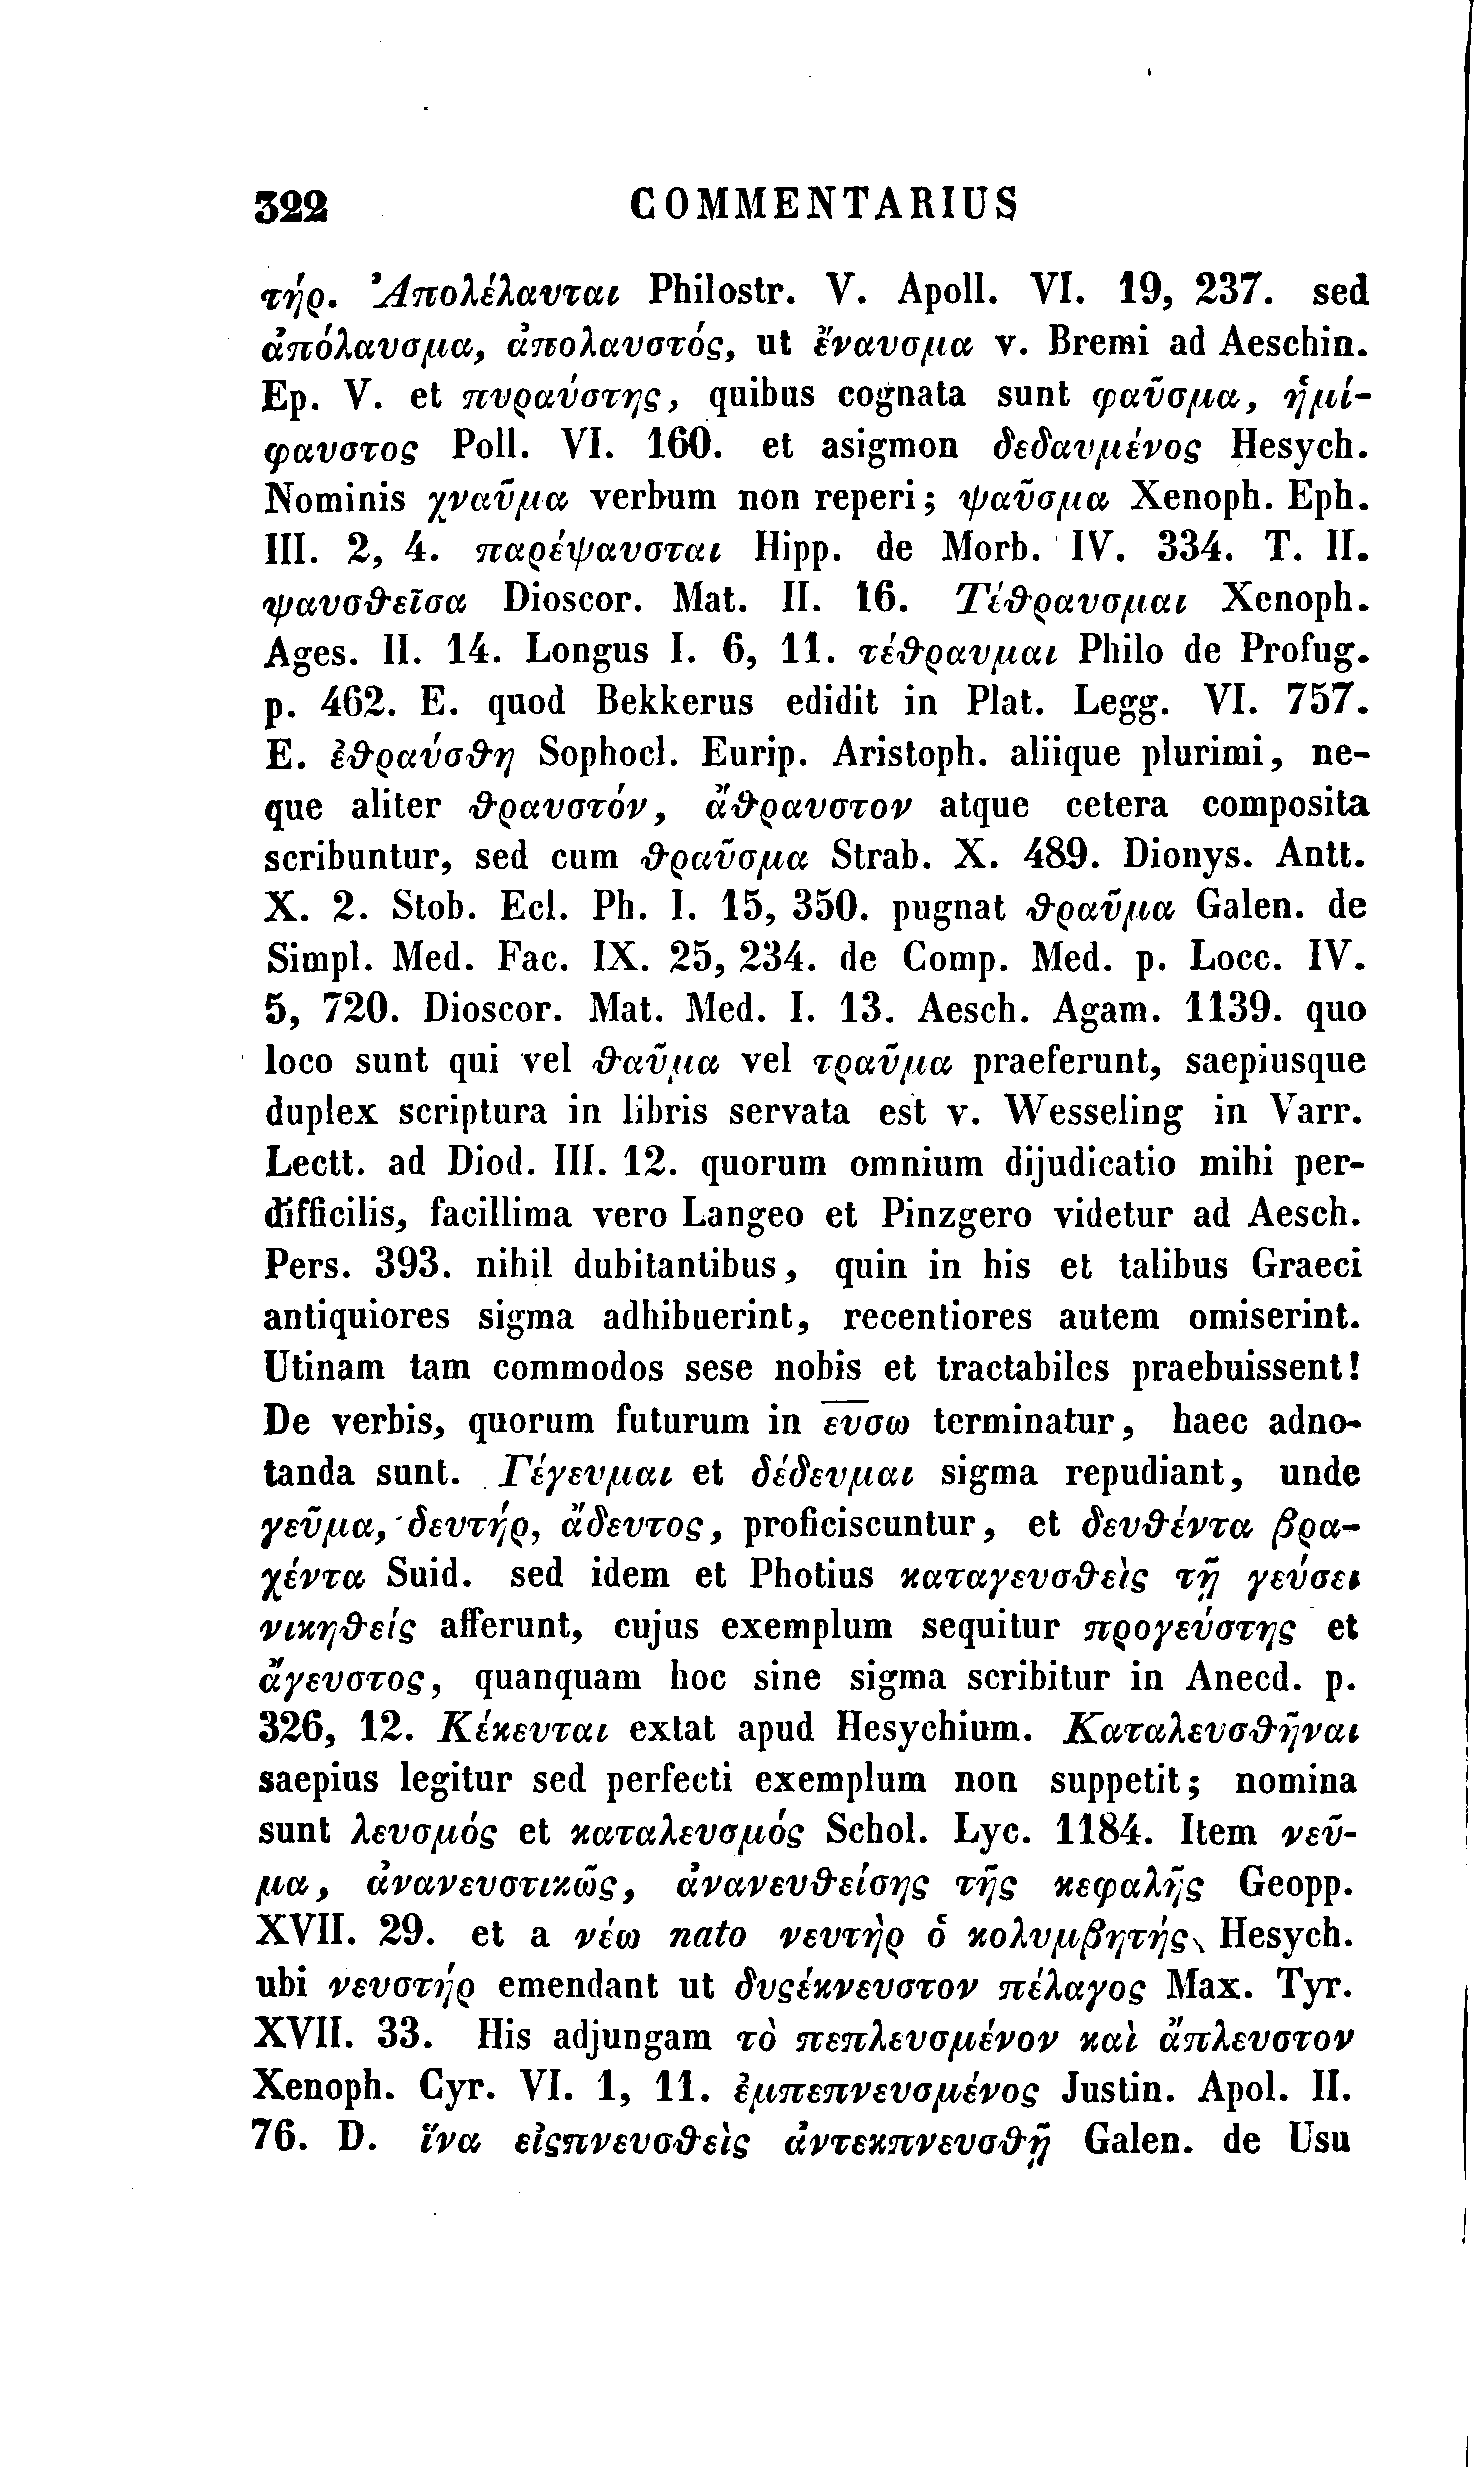 322 COMMENTARIUS
τήρ. Ἀπολέλαυται Philostr. V. Apoll. VI. 19, 237. sed
ἀπόλαυσμα, ἀπολαυστός, ut ἔναυσμα v. Bremi ad Aeschin.
Ep. V. et πυραύστης, quibus cognata sunt φαῦσμα, ἡμί-
φαυστος Poll. VI. 160. et asigmon δεδαυμένος Hesych.
Nominis χναῦμα verbum non reperi; ψαῦσμα Xenoph. Eph.
III. 2, 4. παρέψαυσται Hipp. de Morb. IV. 334. T. II.
ψαυσθεῖσα Dioscor. Mat. II. 16. Τέθραυσμαι Xenoph.
Ages. II. 14. Longus I. 6, 11. τέθραυμαι Philo de Profug.
p. 462. E. quod Bekkerus edidit in Plat. Legg. VI. 757.
E. ἐθραύσθη Sophocl. Eurip. Aristoph. aliique plurimi, ne-
que aliter θραυστόν, ἄθραυστον atque cetera composita
scribuntur, sed cum θραῦσμα Strab. X. 489. Dionys. Antt.
X. 2. Stob. Ecl. Ph. I. 15, 350. pugnat θραῦμα Galen. de
Simpl. Med. Fac. IX. 25, 234. de Comp. Med. p. Locc. IV.
5, 720. Dioscor. Mat. Med. I. 13. Aesch. Agam. 1139. quo
loco sunt qui vel θαῦμα vel τραῦμα praeferunt, saepiusque
duplex scriptura in libris servata est v. Wesseling in Varr.
Lectt. ad Diod. III. 12. quorum omnium dijudicatio mihi per-
difficilis, facillima vero Langeo et Pinzgero videtur ad Aesch.
Pers. 393. nihil dubitantibus, quin in his et talibus Graeci
antiquiores sigma adhibuerint, recentiores autem omiserint.
Utinam tam commodos sese nobis et tractabiles praebuissent!
De verbis, quorum futurum in ευσω terminatur, haec adno-
tanda sunt. Γέγευμαι et δέδευμαι sigma repudiant, unde
γεῦμα, δευτήρ, ἄδευτος, proficiscuntur, et δευθέντα βρα-
χέντα Suid. sed idem et Photius καταγευσθεὶς τῇ γεύσει
νικηθείς afferunt, cujus exemplum sequitur προγεύστης et
ἄγευστος, quanquam hoc sine sigma scribitur in Anecd. p.
326, 12. Κέκευται extat apud Hesychium. Καταλευσθῆναι
saepius legitur sed perfecti exemplum non suppetit; nomina
sunt λευσμός et καταλευσμός Schol. Lyc. 1184. Item νεῦ-
μα, ἀνανευστικῶς, ἀνανευθείσης τῆς κεφαλῆς Geopp.
XVII. 29. et a νέω nato νευτὴρ ὁ κολυμβητής Hesych.
ubi νευστήρ emendant ut δυςέκνευστον πέλαγος Max. Tyr.
XVII. 33. His adjungam τὸ πεπλευσμένον καὶ ἄπλευστον
Xenoph. Cyr. VI. 1, 11. ἐμπεπνευσμένος Justin. Apol. II.
76. D. ἵνα εἰςπνευσθεὶς ἀντεκπνευσθῇ Galen. de Usu